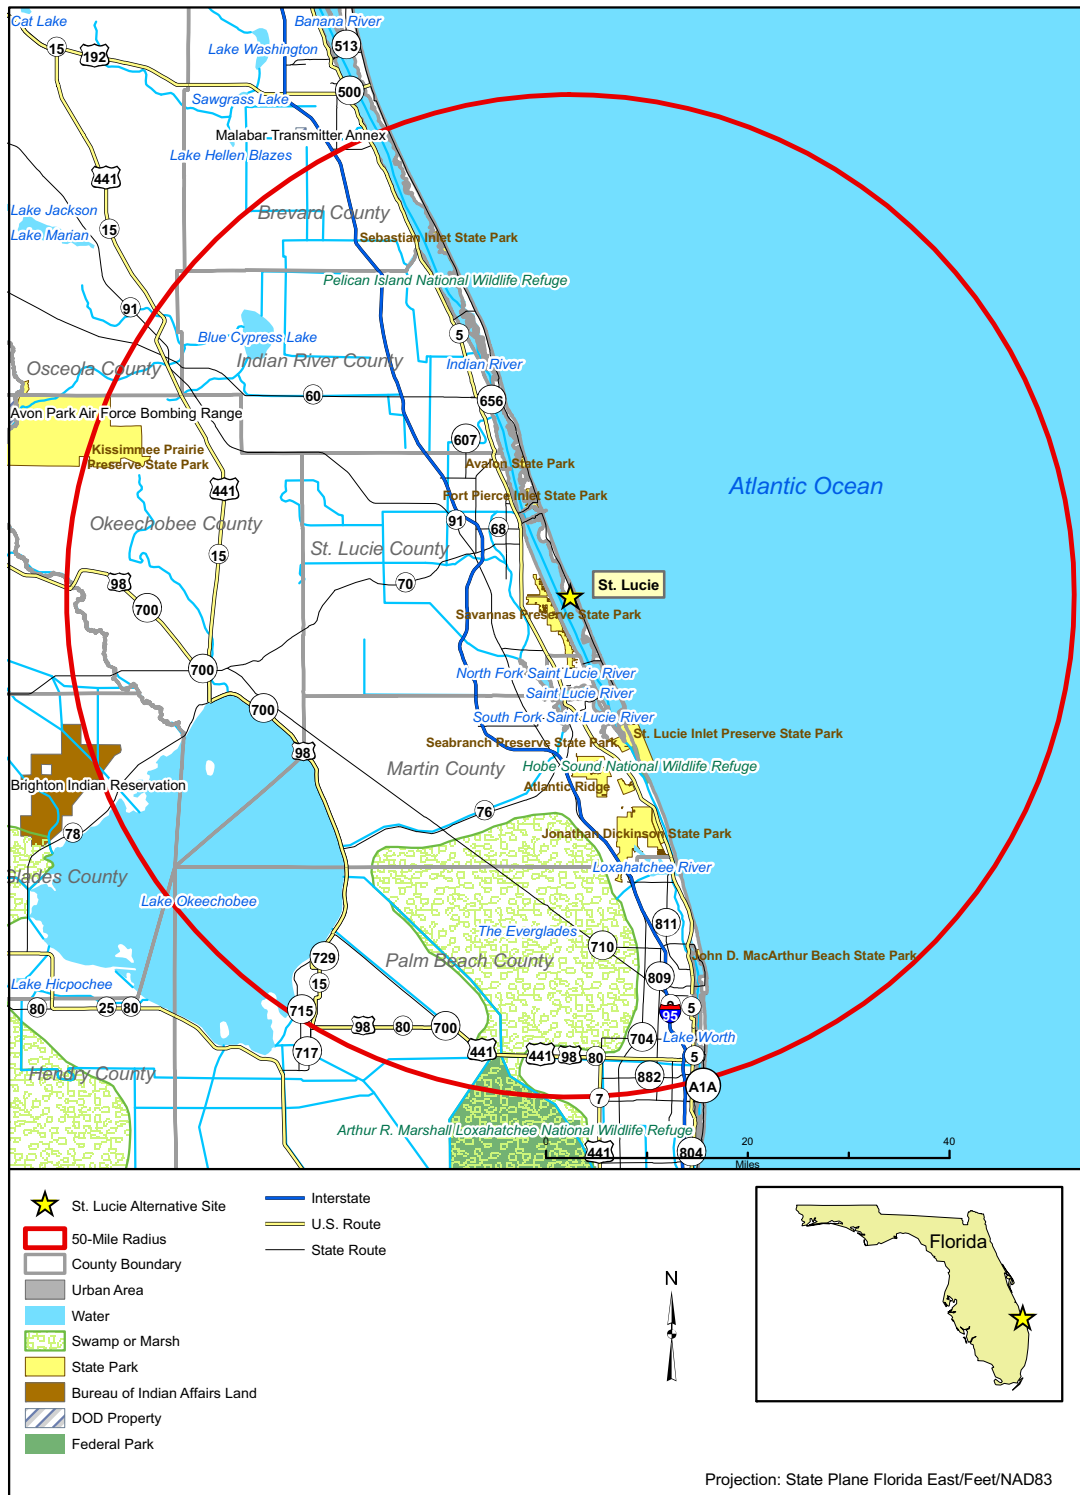 Cat Lake
Banana River
15
192
Lake Washington
513
Sawgrass Lake
500
Malabar Transmitter Annex
Lake Hellen Blazes
441
Lake Jackson
Brevard County
15
Lake Marian
Sebastian Inlet State Park
Pelican Island National Wildlife Refuge
91
5
Blue Cypress Lake
Osceola County
Indian River County
Indian River
60
656
Avon Park Air Force Bombing Range
607
Kissimmee Prairie
Preserve State Park
Avalon State Park
441
Fort Pierce Inlet State Park
Atlantic Ocean
Okeechobee County
91
68
St. Lucie County
15
98
70
St. Lucie
700
Savannas Preserve State Park
700
North Fork Saint Lucie River
Saint Lucie River
700
South Fork Saint Lucie River
98
Seabranch Preserve State Park
St. Lucie Inlet Preserve State Park
Martin County
Hobe Sound National Wildlife Refuge
Brighton Indian Reservation
Atlantic Ridge
76
78
Jonathan Dickinson State Park
Loxahatchee River
Glades County
Lake Okeechobee
811
The Everglades
710
729
Palm Beach County
John D. MacArthur Beach State Park
809
Lake Hicpochee
15
80
25
80
715
9
5
95
98
80
700
704
Lake Worth
717
441
441
98
80
5
Hendry County
882
A1A
7
Arthur R. Marshall Loxahatchee National Wildlife Refuge
0
20
40
441
804
Miles
St. Lucie Alternative Site
50-Mile Radius
County Boundary
Urban Area
Water
Swamp or Marsh
State Park
Bureau of Indian Affairs Land
DOD Property
Federal Park
Interstate
U.S. Route
State Route
N
Florida
Projection: State Plane Florida East/Feet/NAD83